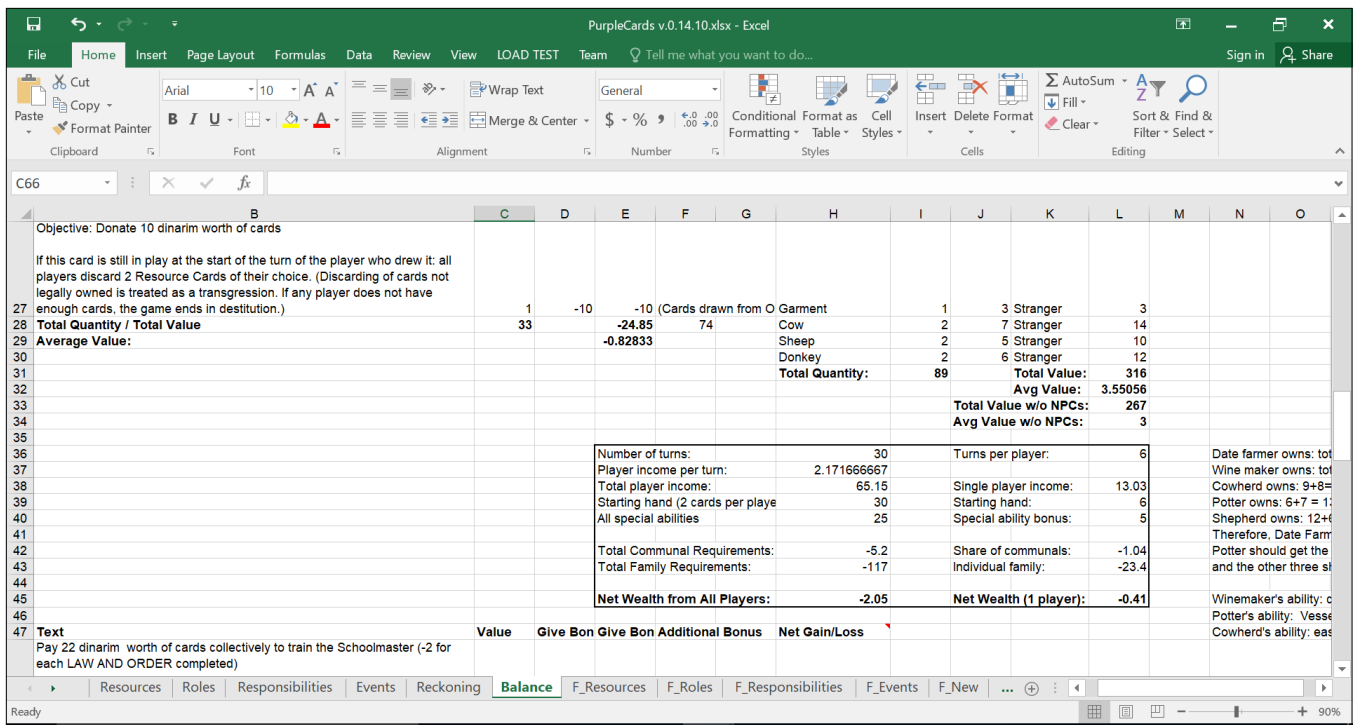 PurpleCards v.0.14.10.xlsx - Excel
File Home Insert Page Layout Formulas Data Review View LOAD TEST Team Tell me what you want to do... Sign in Share
Paste Cut Copy Format Painter Clipboard
Arial 10 A A B I U A Font
Wrap Text Merge & Center Alignment
General $ % , .0 .00 .00 .0 Number
Conditional Formatting Format as Table Cell Styles Styles
Insert Delete Format Cells
AutoSum Fill Clear Sort & Filter Find & Select Editing
C66 fx
B C D E F G H I J K L M N O
Objective: Donate 10 dinarim worth of cards
If this card is still in play at the start of the turn of the player who drew it: all
players discard 2 Resource Cards of their choice. (Discarding of cards not
legally owned is treated as a transgression. If any player does not have
27 enough cards, the game ends in destitution.) 1 -10 -10 (Cards drawn from O Garment 1 3 Stranger 3
28 Total Quantity / Total Value 33 -24.85 74 Cow 2 7 Stranger 14
29 Average Value: -0.82833 Sheep 2 5 Stranger 10
30 Donkey 2 6 Stranger 12
31 Total Quantity: 89 Total Value: 316
32 Avg Value: 3.55056
33 Total Value w/o NPCs: 267
34 Avg Value w/o NPCs: 3
35
36 Number of turns: 30 Turns per player: 6 Date farmer owns: tot
37 Player income per turn: 2.171666667 Wine maker owns: tot
38 Total player income: 65.15 Single player income: 13.03 Cowherd owns: 9+8=
39 Starting hand (2 cards per playe 30 Starting hand: 6 Potter owns: 6+7 = 1
40 All special abilities 25 Special ability bonus: 5 Shepherd owns: 12+6
41 Therefore, Date Farm
42 Total Communal Requirements: -5.2 Share of communals: -1.04 Potter should get the
43 Total Family Requirements: -117 Individual family: -23.4 and the other three sh
44
45 Net Wealth from All Players: -2.05 Net Wealth (1 player): -0.41 Winemaker's ability: c
46 Potter's ability: Vesse
47 Text Value Give Bon Give Bon Additional Bonus Net Gain/Loss Cowherd's ability: eas
Pay 22 dinarim worth of cards collectively to train the Schoolmaster (-2 for
each LAW AND ORDER completed)
Resources Roles Responsibilities Events Reckoning Balance F_Resources F_Roles F_Responsibilities F_Events F_New ...
Ready 90%